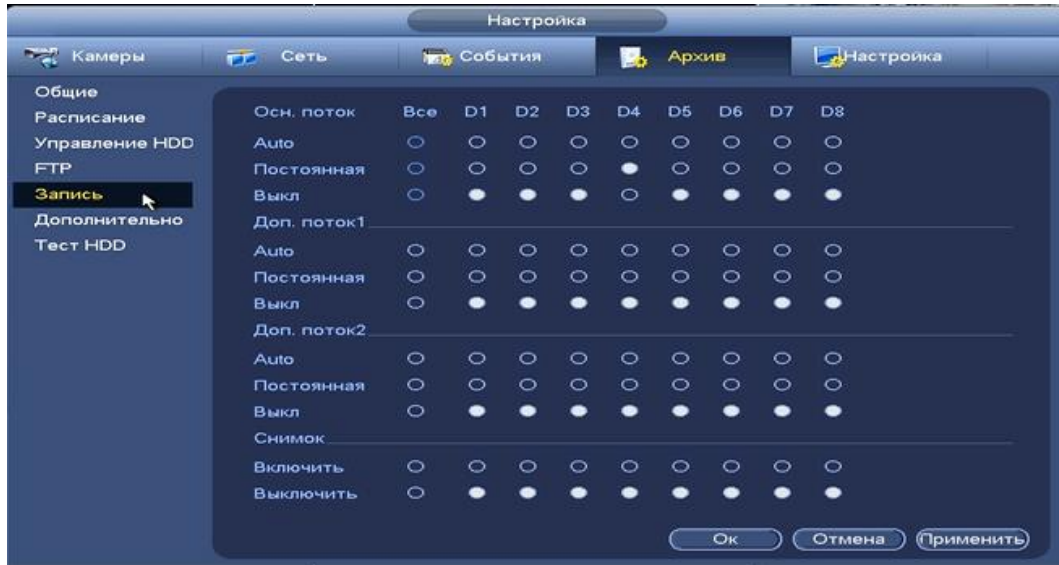 Настройка
Камеры Сеть События Архив Настройка
Общие
Расписание
Управление HDD
FTP
Запись
Дополнительно
Тест HDD
Осн. поток Все D1 D2 D3 D4 D5 D6 D7 D8
Auto
Постоянная
Выкл
Доп. поток1
Auto
Постоянная
Выкл
Доп. поток2
Auto
Постоянная
Выкл
Снимок
Включить
Выключить
Ок Отмена Применить